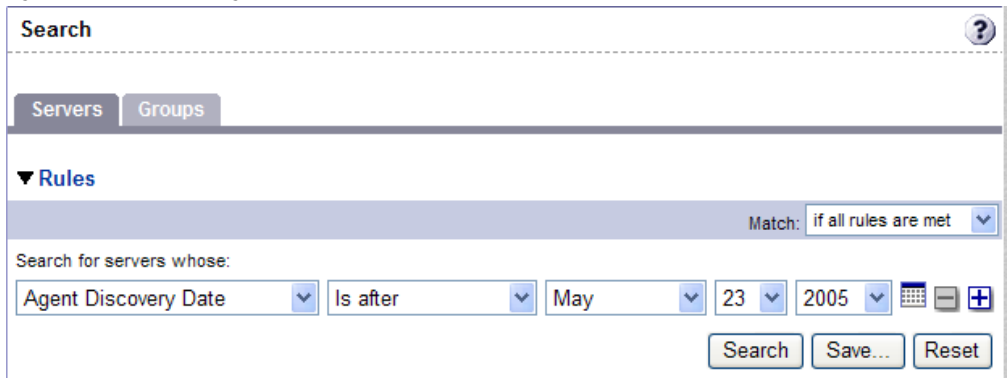 Search ?
Servers Groups
Rules
Match: if all rules are met
Search for servers whose:
Agent Discovery Date Is after May 23 2005
Search Save... Reset